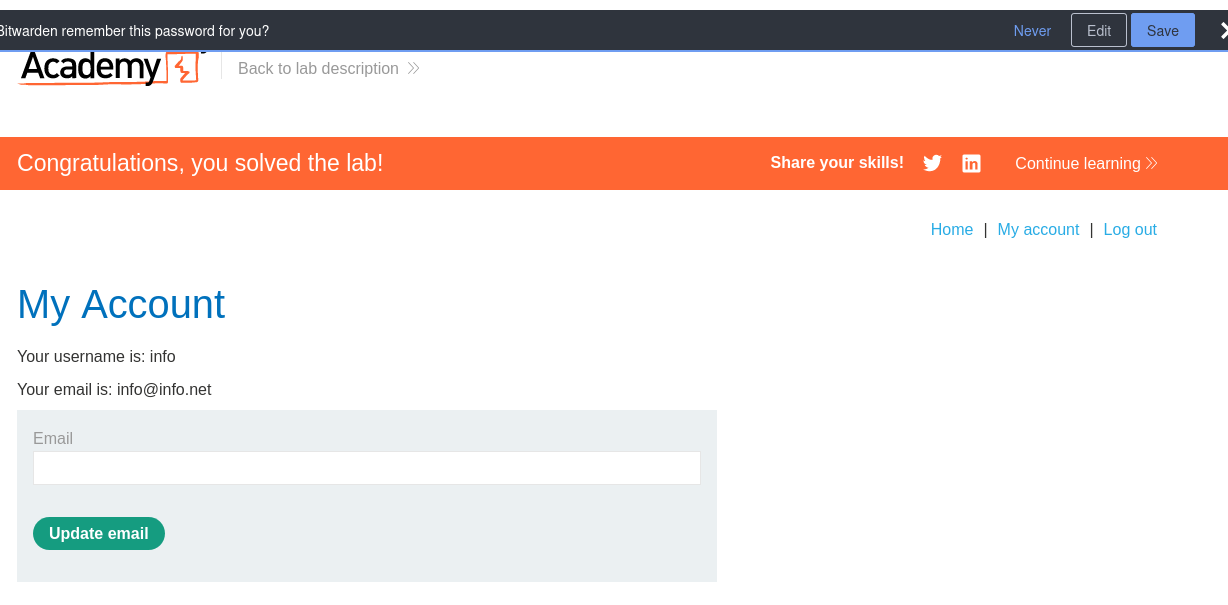 Bitwarden remember this password for you? Never Edit Save
Academy
Back to lab description
Congratulations, you solved the lab!
Share your skills!
Continue learning
Home | My account | Log out
My Account
Your username is: info
Your email is: info@info.net
Email
Update email